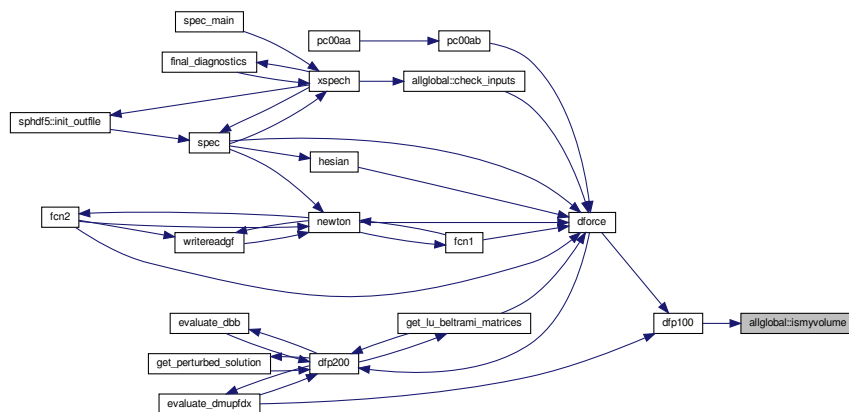 spec_main
pc00aa
pc00ab
final_diagnostics
xspech
allglobal::check_inputs
sphdf5::init_outfile
spec
hesian
fcn2
newton
dforce
writereadgf
fcn1
evaluate_dbb
get_lu_beltrami_matrices
dfp100
allglobal::ismyvolume
get_perturbed_solution
dfp200
evaluate_dmupfdx